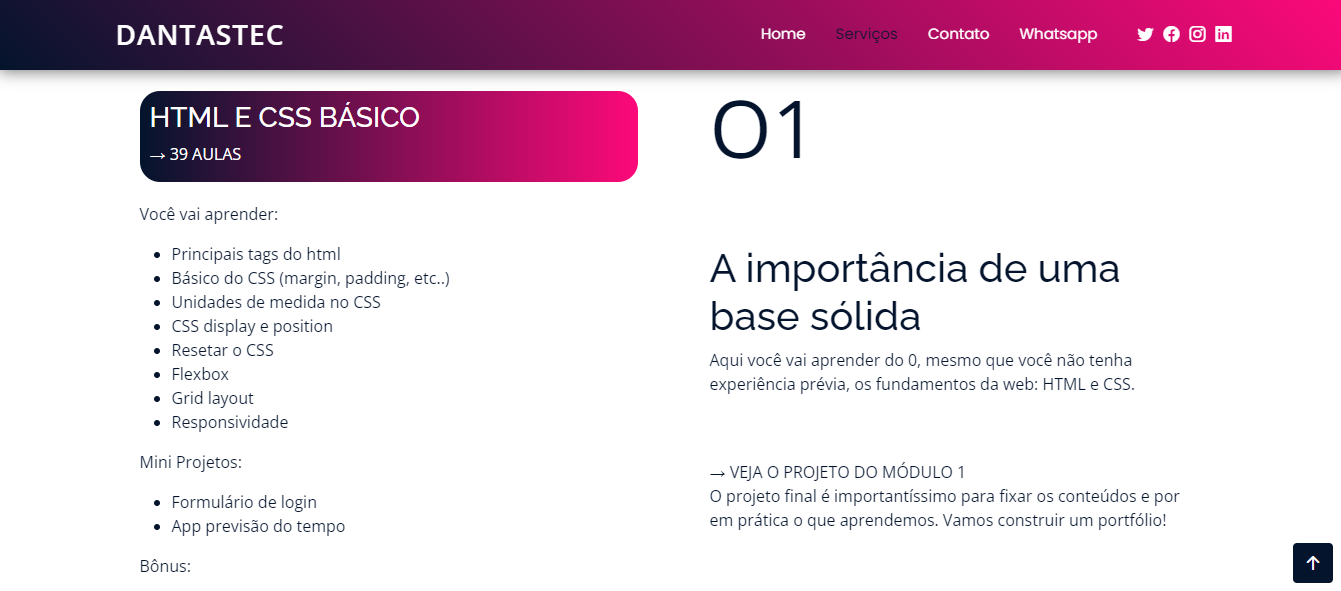 DANTASTEC
Home Serviços Contato Whatsapp
HTML E CSS BÁSICO
→ 39 AULAS
Você vai aprender:
• Principais tags do html
• Básico do CSS (margin, padding, etc..)
• Unidades de medida no CSS
• CSS display e position
• Resetar o CSS
• Flexbox
• Grid layout
• Responsividade
Mini Projetos:
• Formulário de login
• App previsão do tempo
Bônus:
01
A importância de uma
base sólida
Aqui você vai aprender do 0, mesmo que você não tenha
experiência prévia, os fundamentos da web: HTML e CSS.
→ VEJA O PROJETO DO MÓDULO 1
O projeto final é importantíssimo para fixar os conteúdos e por
em prática o que aprendemos. Vamos construir um portfólio!